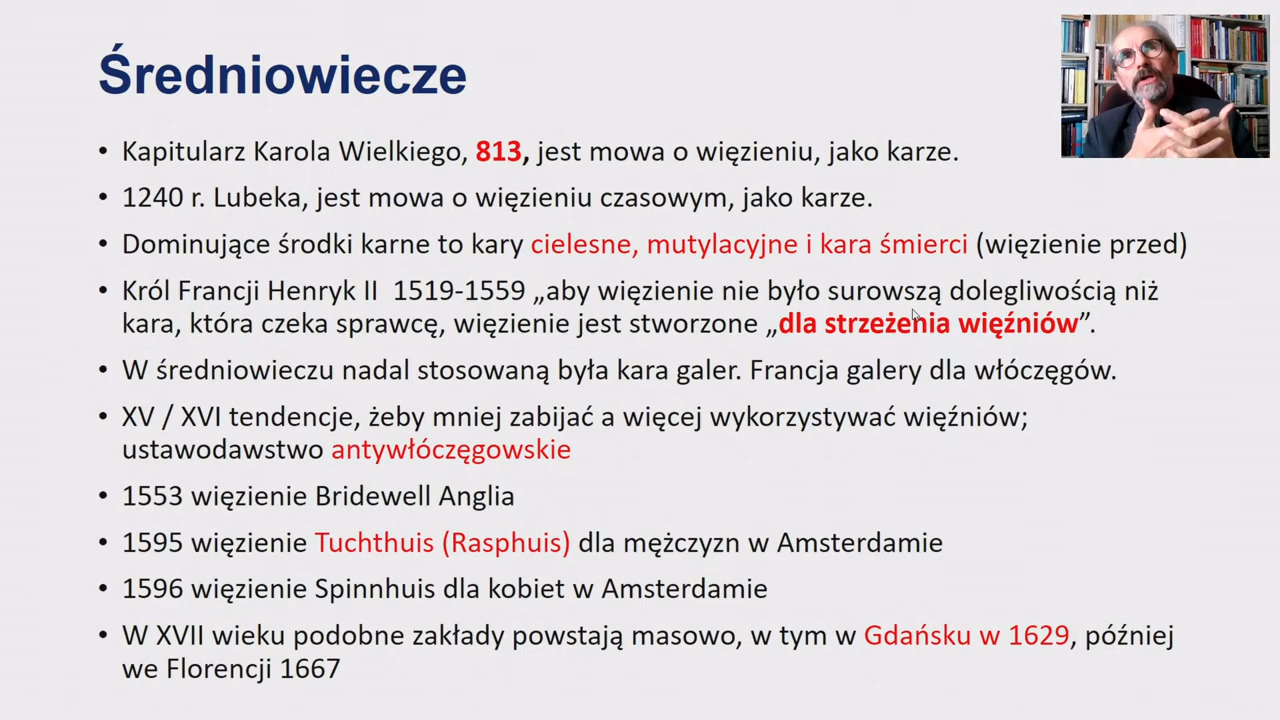 Średniowiecze
• Kapitularz Karola Wielkiego, 813, jest mowa o więzieniu, jako karze.
• 1240 r. Lubeka, jest mowa o więzieniu czasowym, jako karze.
• Dominujące środki karne to kary cielesne, mutylacyjne i kara śmierci (więzienie przed)
• Król Francji Henryk II 1519-1559 „aby więzienie nie było surowszą dolegliwością niż
kara, która czeka sprawcę, więzienie jest stworzone „dla strzeżenia więźniów”.
• W średniowieczu nadal stosowaną była kara galer. Francja galery dla włóczęgów.
• XV / XVI tendencje, żeby mniej zabijać a więcej wykorzystywać więźniów;
ustawodawstwo antywłóczęgowskie
• 1553 więzienie Bridewell Anglia
• 1595 więzienie Tuchthuis (Rasphuis) dla mężczyzn w Amsterdamie
• 1596 więzienie Spinnhuis dla kobiet w Amsterdamie
• W XVII wieku podobne zakłady powstają masowo, w tym w Gdańsku w 1629, później
we Florencji 1667